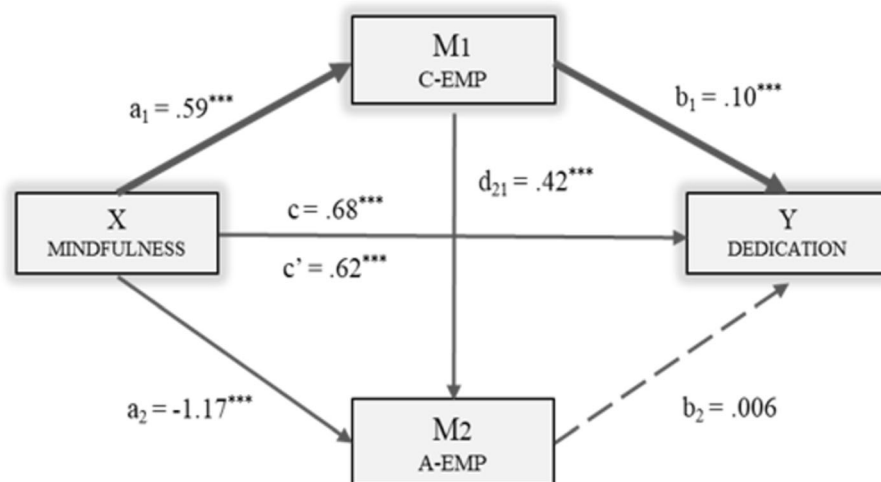 M1
C-EMP
a₁ = .59***
b₁ = .10***
d₂₁ = .42***
X
MINDFULNESS
c = .68***
c’ = .62***
Y
DEDICATION
a₂ = -1.17***
b₂ = .006
M2
A-EMP